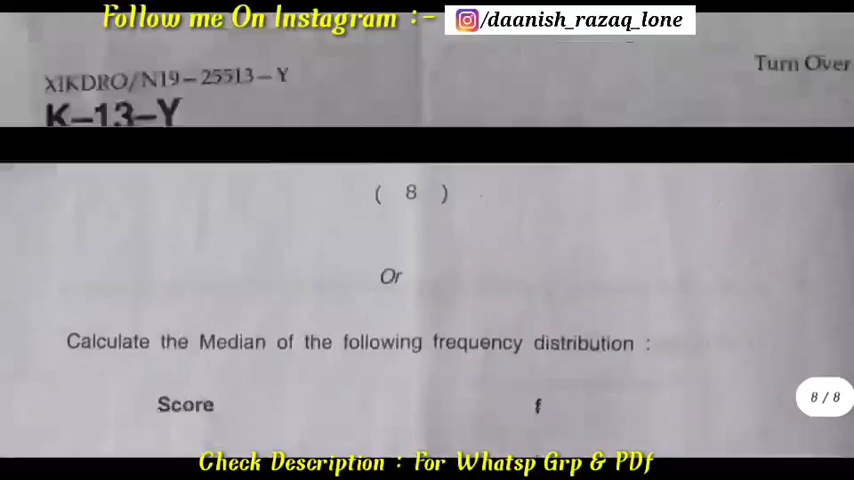 Follow me On Instagram :- /daanish_razaq_lone
Turn Over
XIKDRO/N19-25513-Y
K-13-Y
( 8 )
Or
Calculate the Median of the following frequency distribution :
Score f
8 / 8
Check Description : For Whatsp Grp & PDf